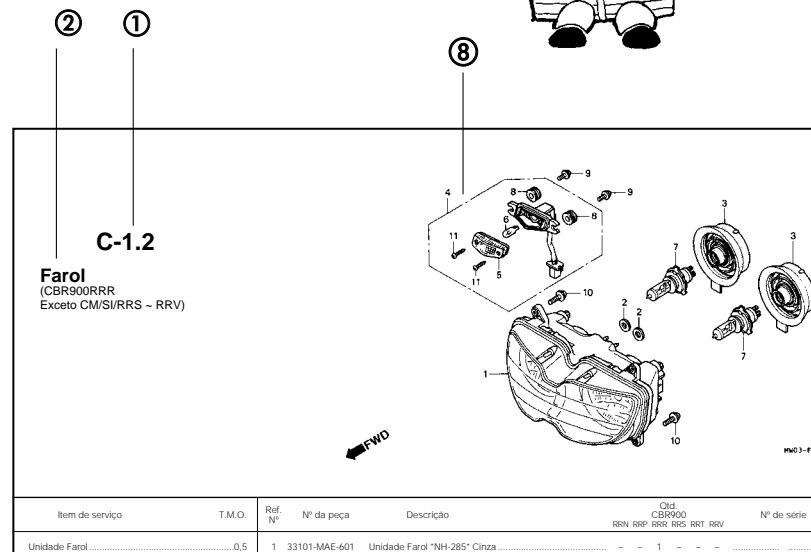 ② ①
⑧
C-1.2
Farol
(CBR900RRR
Exceto CM/SI/RRS ~ RRV)
9
8
9
4
6
8
3
3
11
5
7
11
10
2
2
1
7
10
FWD
Item de serviço T.M.O. Ref. Nº Nº da peça Descrição Qtd. CBR900 RRN RRP RRR RRS RRT RRV Nº de série
Unidade Farol ........................................ 0,5 1 33101-MAE-601 Unidade Farol "NH-285" Cinza ........................ – – 1 – – –